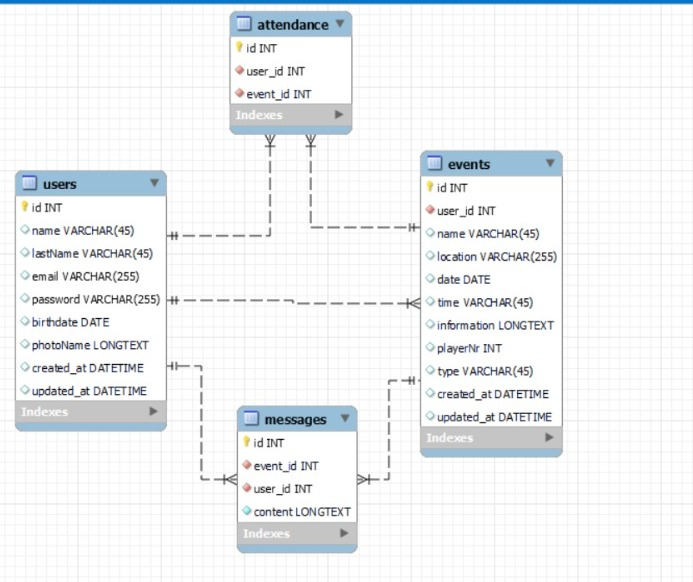 attendance
id INT
user_id INT
event_id INT
Indexes
users
id INT
name VARCHAR(45)
lastName VARCHAR(45)
email VARCHAR(255)
password VARCHAR(255)
birthdate DATE
photoName LONGTEXT
created_at DATETIME
updated_at DATETIME
Indexes
events
id INT
user_id INT
name VARCHAR(45)
location VARCHAR(255)
date DATE
time VARCHAR(45)
information LONGTEXT
playerNr INT
type VARCHAR(45)
created_at DATETIME
updated_at DATETIME
Indexes
messages
id INT
event_id INT
user_id INT
content LONGTEXT
Indexes